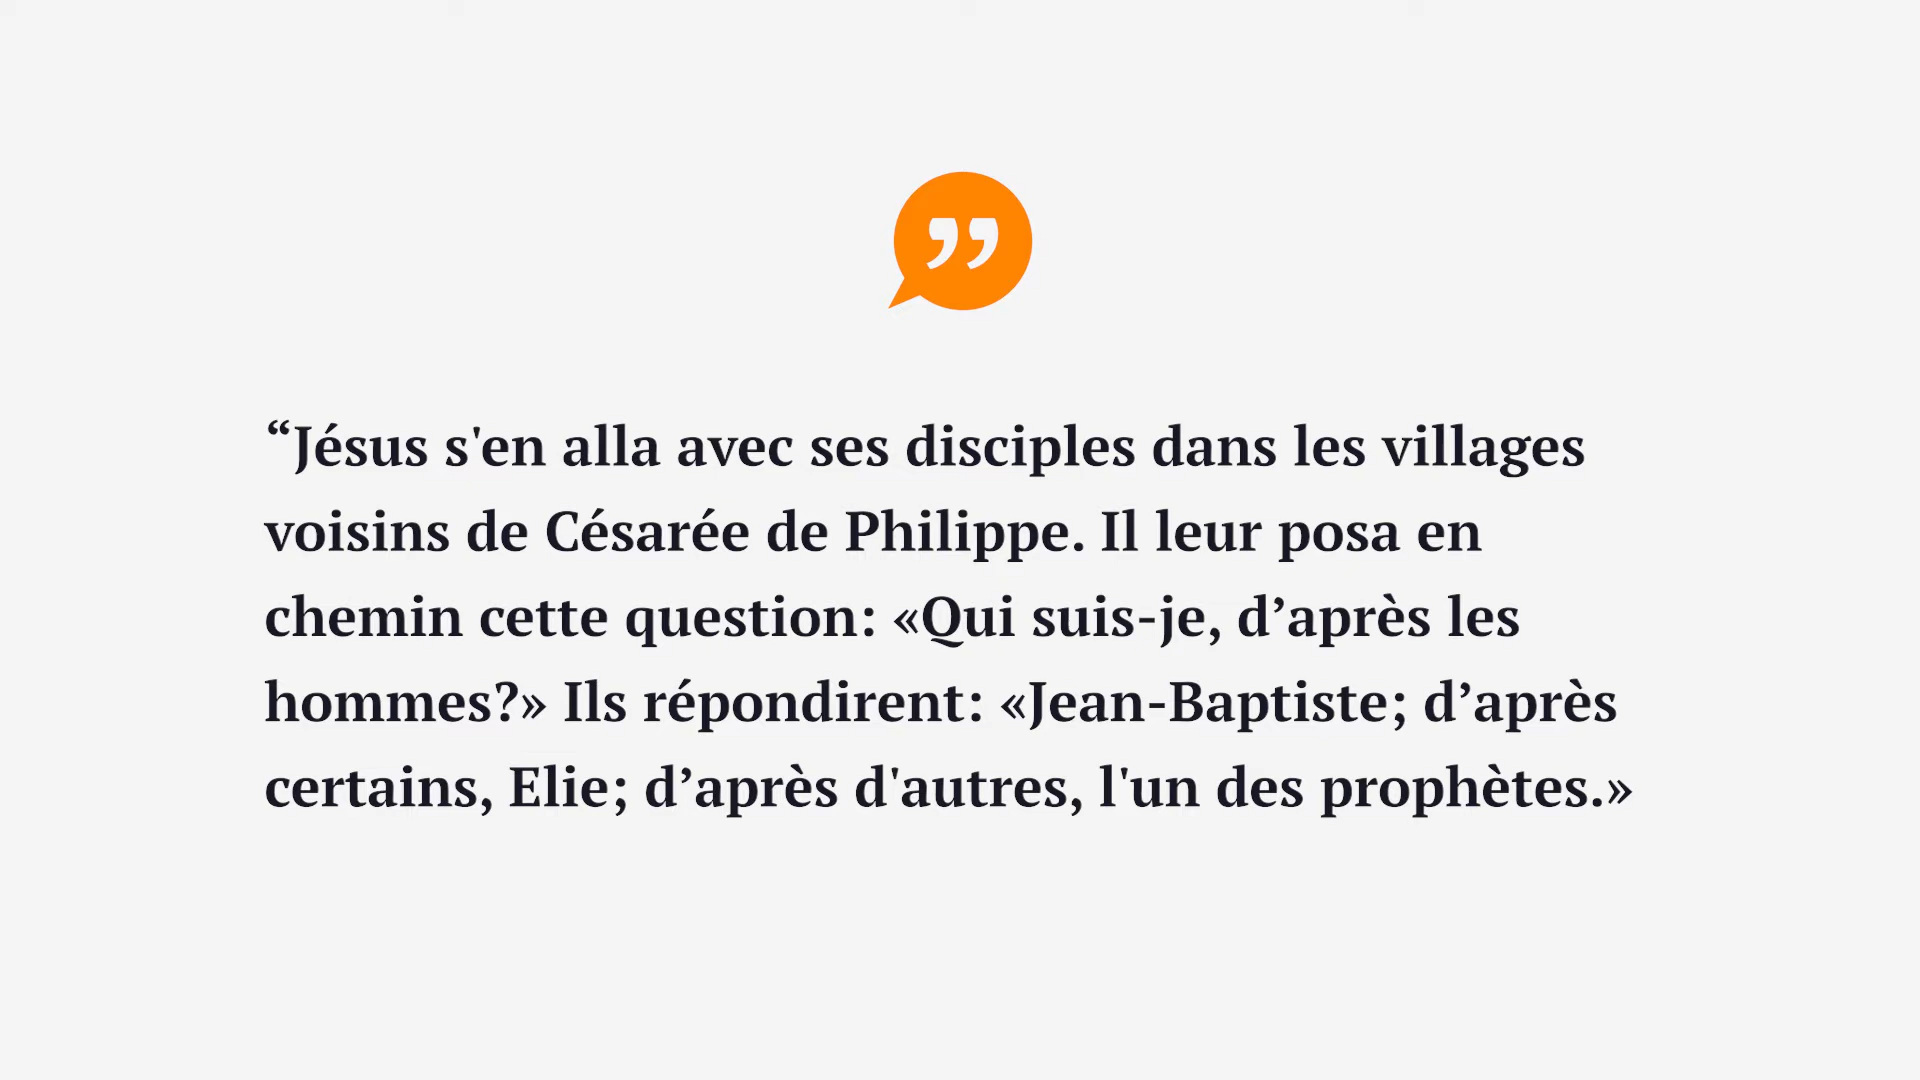 “Jésus s'en alla avec ses disciples dans les villages
voisins de Césarée de Philippe. Il leur posa en
chemin cette question: «Qui suis-je, d’après les
hommes?» Ils répondirent: «Jean-Baptiste; d’après
certains, Elie; d’après d'autres, l'un des prophètes.»